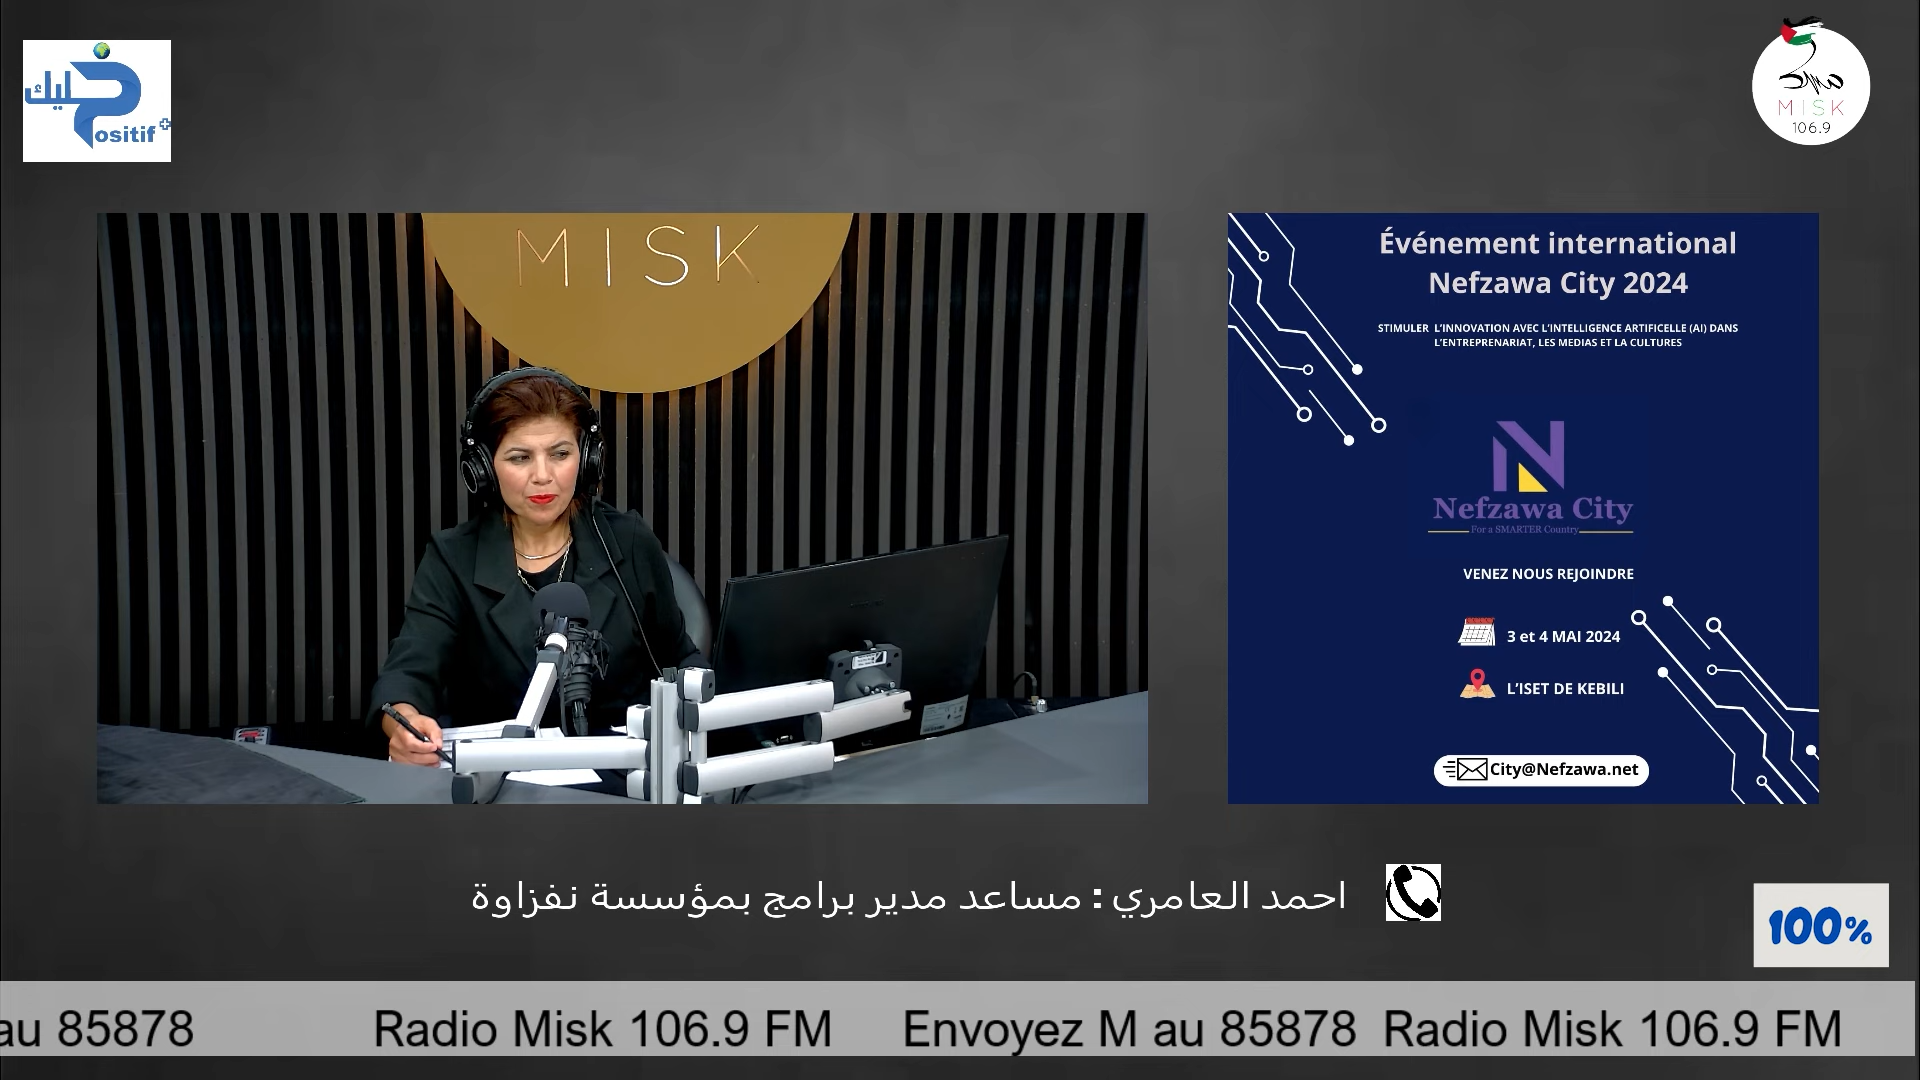 خليك
Positif+
مسك
MISK
106.9
MISK
Événement international
Nefzawa City 2024
STIMULER L'INNOVATION AVEC L'INTELLIGENCE ARTIFICELLE (AI) DANS
L'ENTREPRENARIAT, LES MEDIAS ET LA CULTURES
N
Nefzawa City
For a SMARTER Country
VENEZ NOUS REJOINDRE
3 et 4 MAI 2024
L'ISET DE KEBILI
City@Nefzawa.net
احمد العامري : مساعد مدير برامج بمؤسسة نفزاوة
100%
au 85878 Radio Misk 106.9 FM Envoyez M au 85878 Radio Misk 106.9 FM